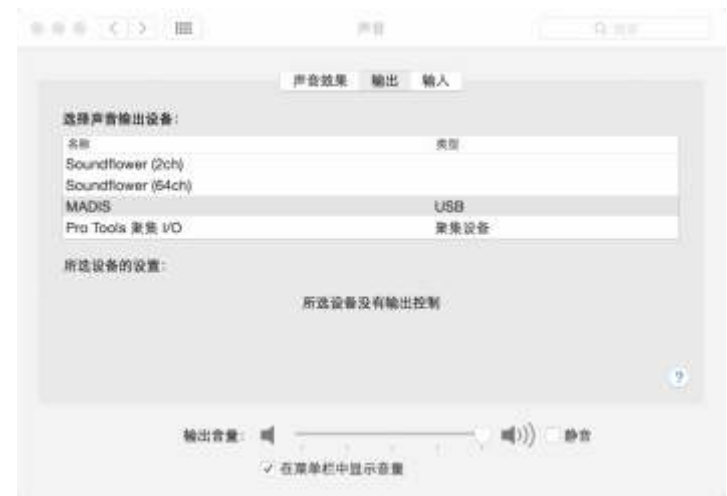 声音
搜索
声音效果 输出 输入
选择声音输出设备：
名称 类型
Soundflower (2ch)
Soundflower (64ch)
MADIS USB
Pro Tools 聚集 I/O 聚集设备
所选设备的设置：
所选设备没有输出控制
?
输出音量： 静音
在菜单栏中显示音量